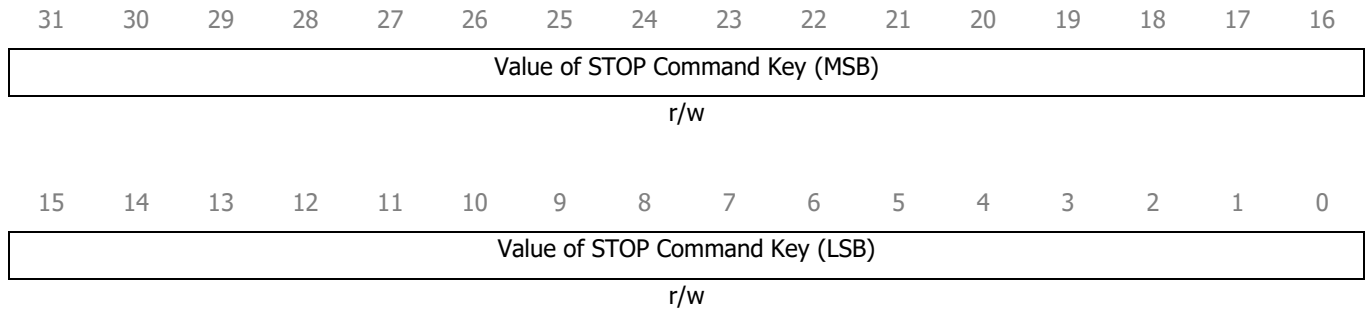 31 30 29 28 27 26 25 24 23 22 21 20 19 18 17 16
Value of STOP Command Key (MSB)
r/w
15 14 13 12 11 10 9 8 7 6 5 4 3 2 1 0
Value of STOP Command Key (LSB)
r/w